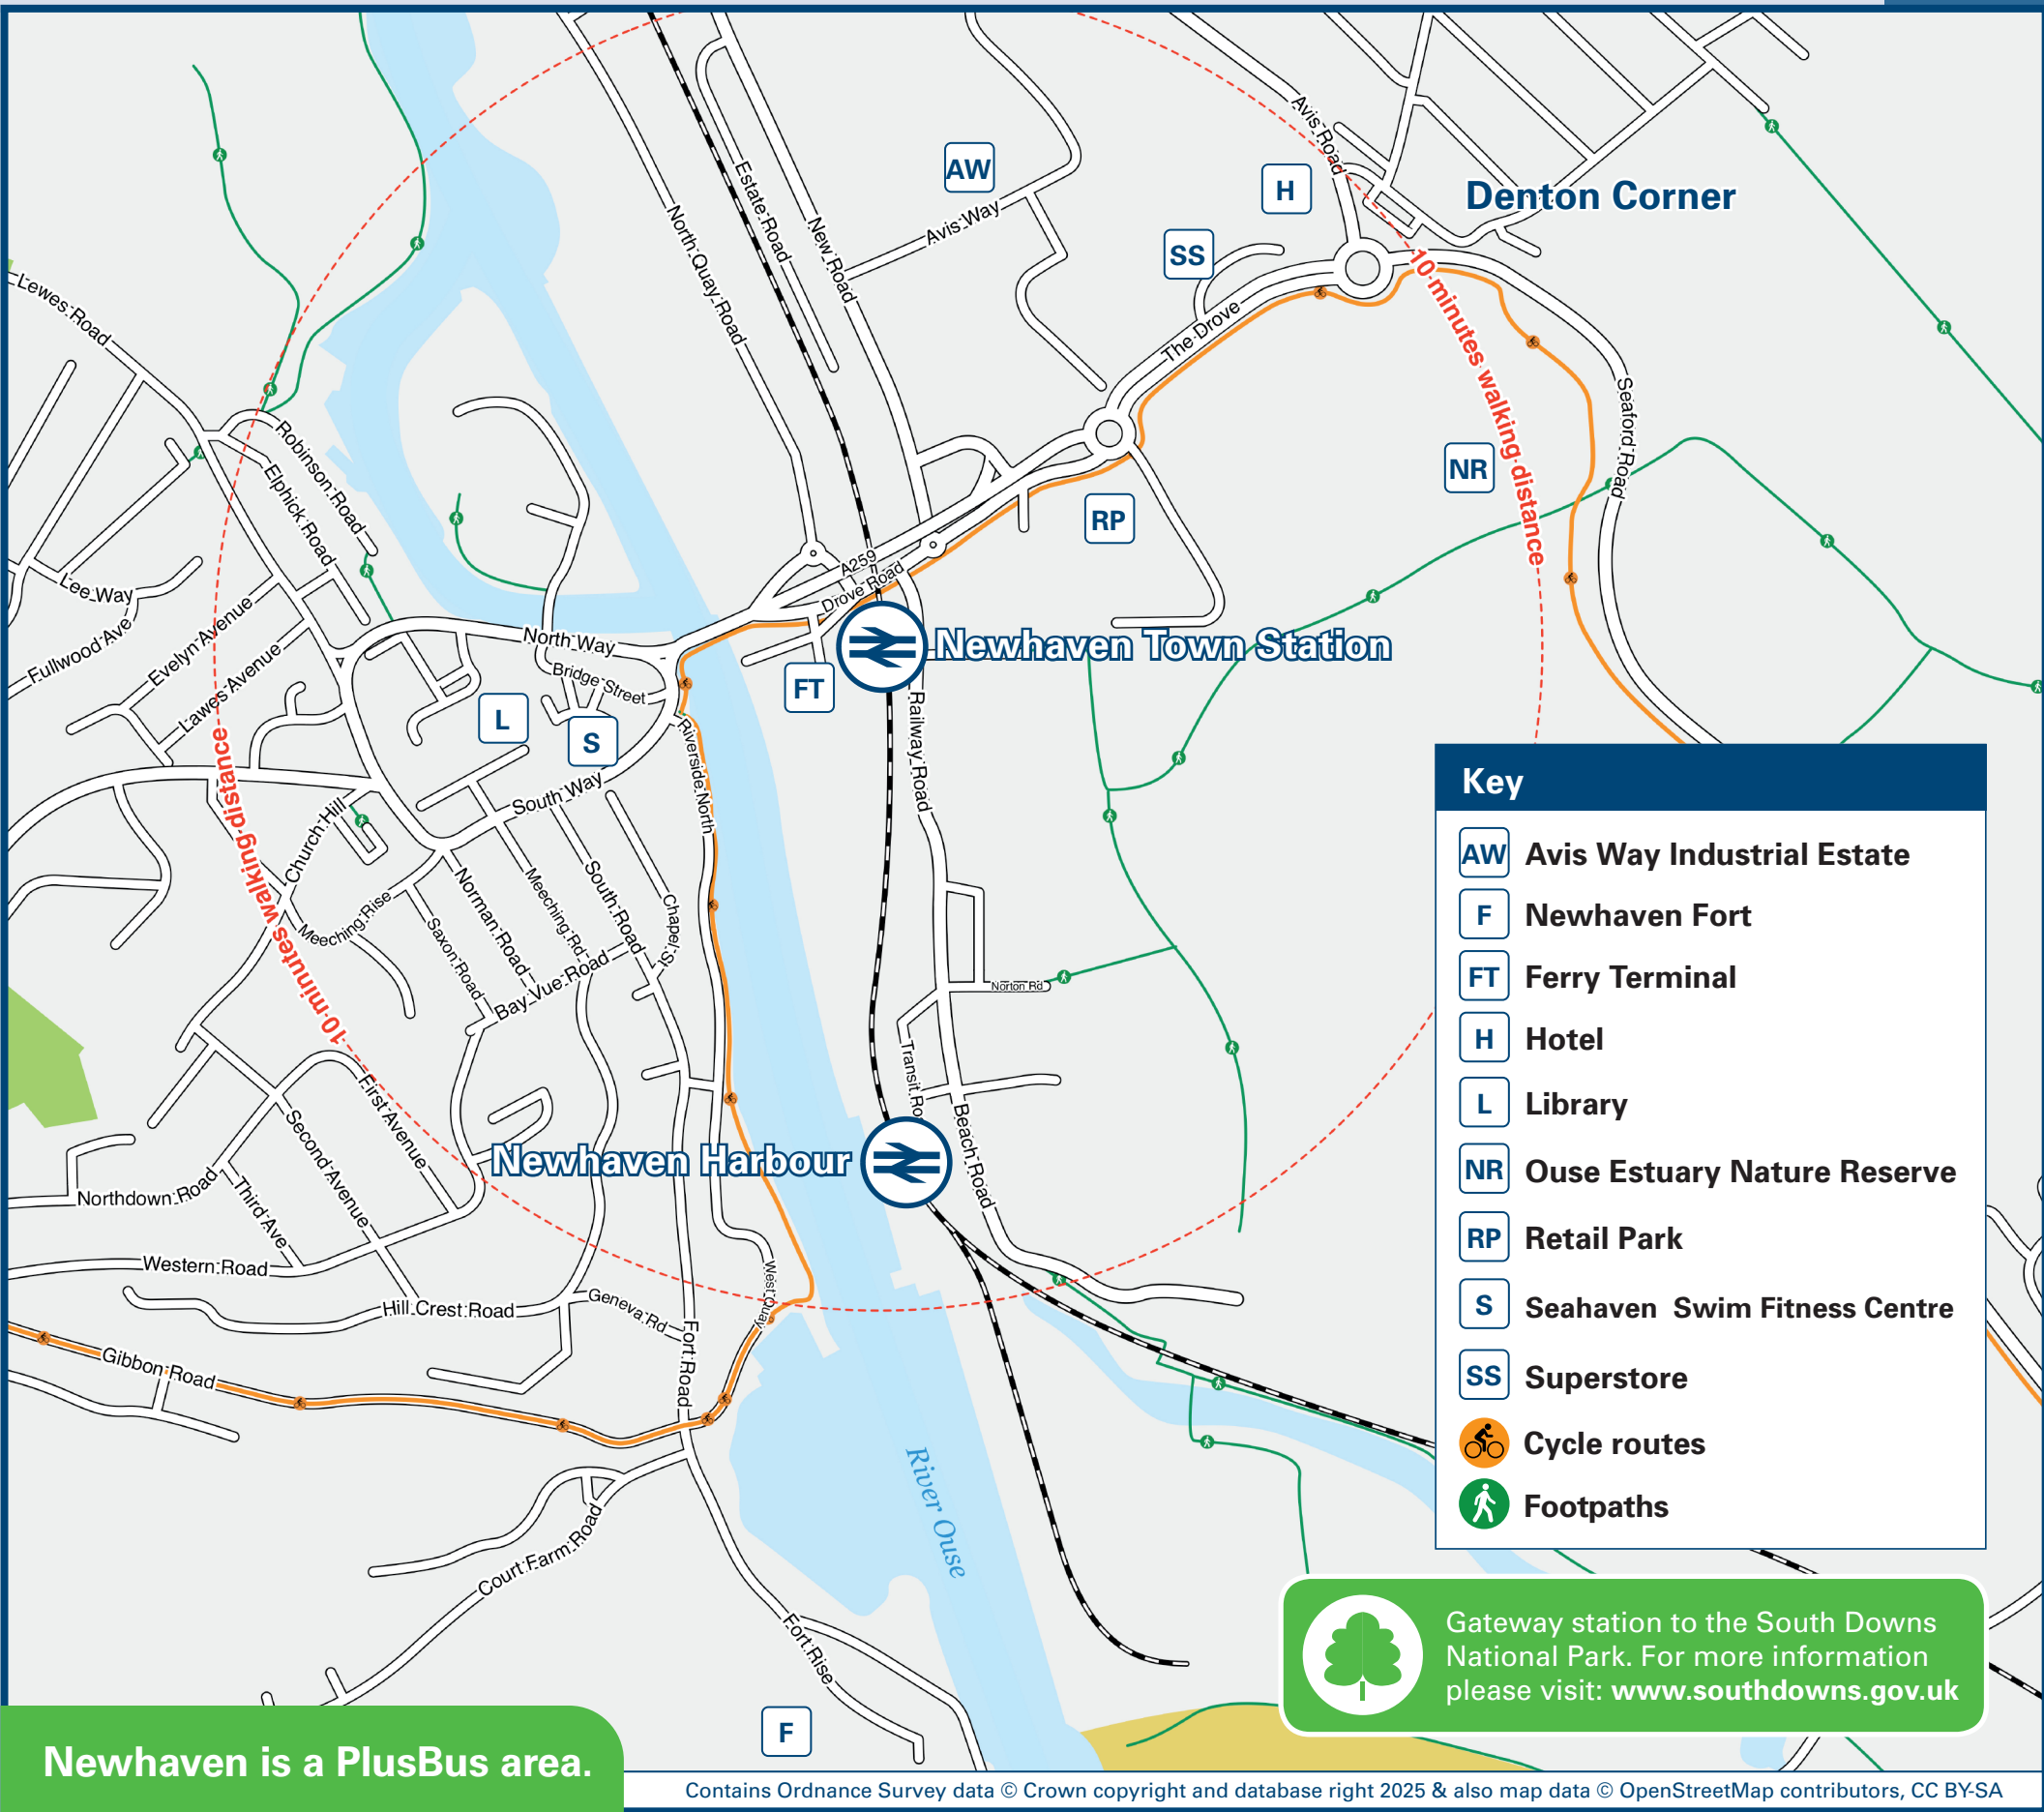 Avis Road
AW
H
Denton Corner
Estate Road
North Quay Road
New Road
Avis Way
SS
10 minutes walking distance
Lewes Road
The Drove
Seaford Road
Robinson Road
Elphick Road
NR
RP
A259
Drove Road
Lee Way
Fullwood Ave
Evelyn Avenue
Lawes Avenue
North Way
Bridge Street
Newhaven Town Station
FT
L
S
Riverside North
Railway Road
South Way
Church Hill
10 minutes walking distance
Meeching Rise
Saxon Road
Norman Road
Meeching Rd
South Road
Chapel St
Bay Vue Road
Norton Rd
Transit Ro
Beach Road
First Avenue
Second Avenue
Third Ave
Northdown Road
Newhaven Harbour
Western Road
Hill Crest Road
Geneva Rd
West Quay
Fort Road
Gibbon Road
Court Farm Road
River Ouse
Fort Rise
F
Key
AW Avis Way Industrial Estate
F Newhaven Fort
FT Ferry Terminal
H Hotel
L Library
NR Ouse Estuary Nature Reserve
RP Retail Park
S Seahaven Swim Fitness Centre
SS Superstore
Cycle routes
Footpaths
Gateway station to the South Downs
National Park. For more information
please visit: www.southdowns.gov.uk
Newhaven is a PlusBus area.
Contains Ordnance Survey data © Crown copyright and database right 2025 & also map data © OpenStreetMap contributors, CC BY-SA